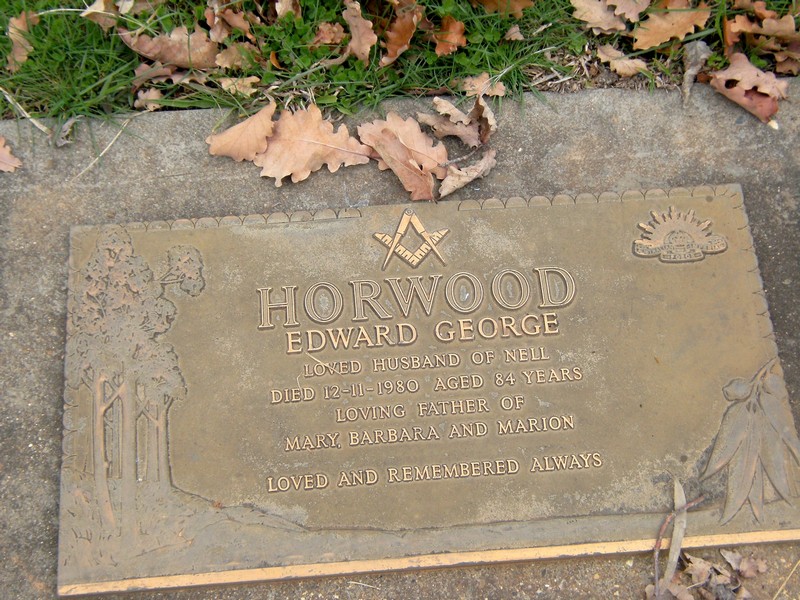 HORWOOD
EDWARD GEORGE
LOVED HUSBAND OF NELL
DIED 12-11-1980 AGED 84 YEARS
LOVING FATHER OF
MARY, BARBARA AND MARION
LOVED AND REMEMBERED ALWAYS